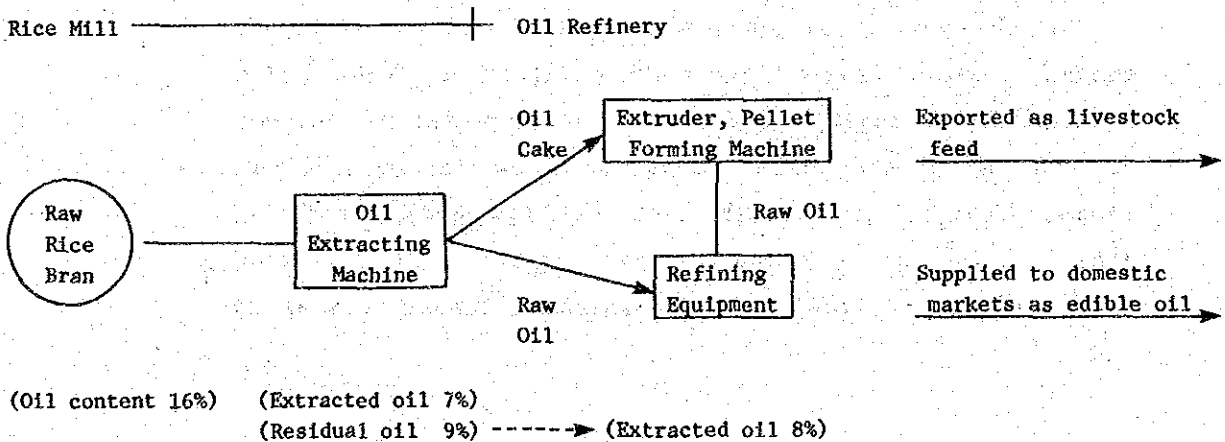 Rice Mill
Oil Refinery
Oil
Cake
Extruder, Pellet
Forming Machine
Exported as livestock
feed
Raw
Rice
Bran
Oil
Extracting
Machine
Raw Oil
Raw
Oil
Refining
Equipment
Supplied to domestic
markets as edible oil
(Oil content 16%) (Extracted oil 7%)
(Residual oil 9%) (Extracted oil 8%)